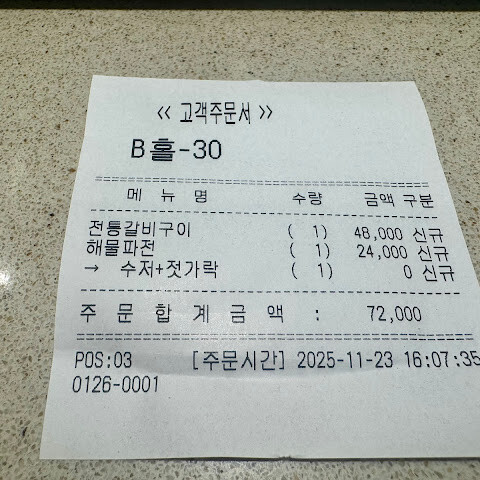 << 고객주문서 >>
B홀-30
메 뉴 명 수량 금액 구분
전통갈비구이 ( 1) 48,000 신규
해물파전 ( 1) 24,000 신규
→ 수저+젓가락 ( 1) 0 신규
주 문 합 계 금 액 : 72,000
POS:03 [주문시간] 2025-11-23 16:07:35
0126-0001